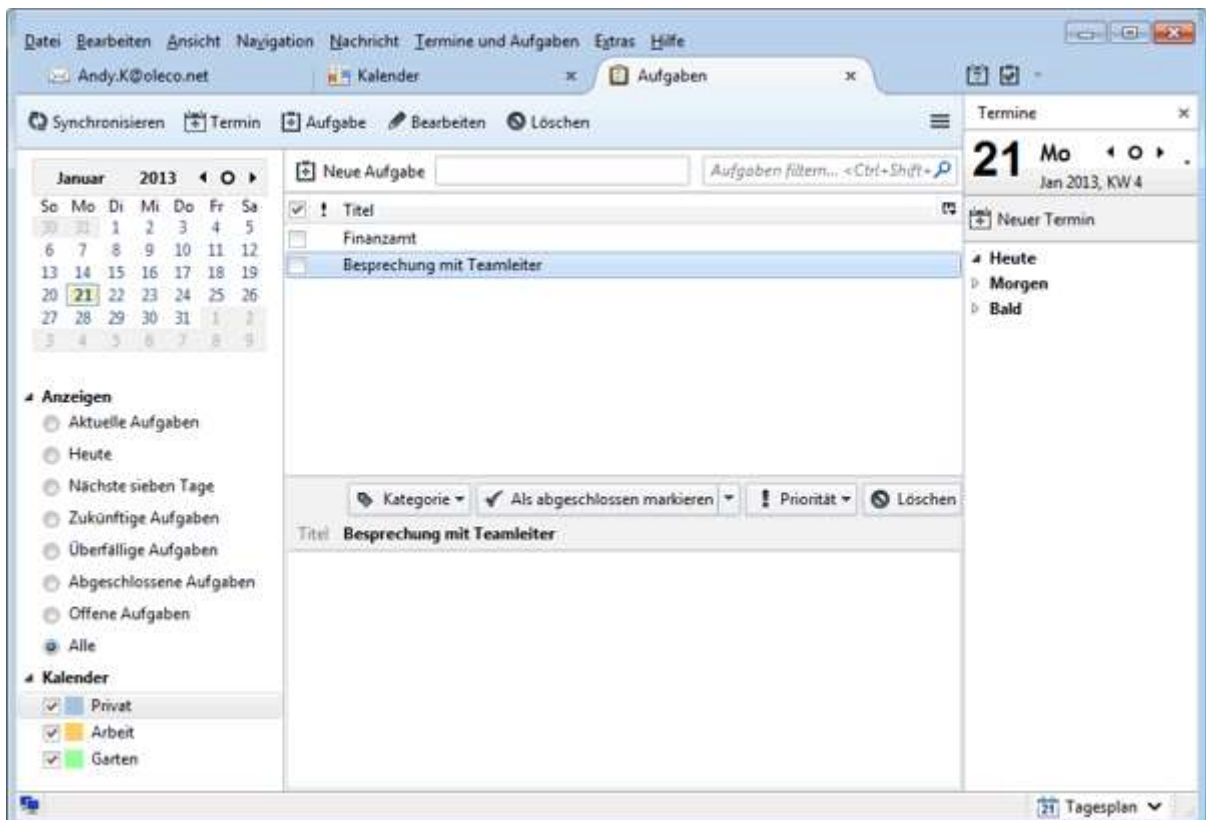 Datei Bearbeiten Ansicht Navigation Nachricht Termine und Aufgaben Extras Hilfe
Andy.K@oleco.net Kalender Aufgaben
Synchronisieren Termin Aufgabe Bearbeiten Löschen
Januar 2013
So Mo Di Mi Do Fr Sa
30 31 1 2 3 4 5
6 7 8 9 10 11 12
13 14 15 16 17 18 19
20 21 22 23 24 25 26
27 28 29 30 31 1 2
3 4 5 6 7 8 9
Anzeigen
Aktuelle Aufgaben
Heute
Nächste sieben Tage
Zukünftige Aufgaben
Überfällige Aufgaben
Abgeschlossene Aufgaben
Offene Aufgaben
Alle
Kalender
Privat
Arbeit
Garten
Neue Aufgabe Aufgaben filtern... <Ctrl+Shift+
! Titel
Finanzamt
Besprechung mit Teamleiter
Kategorie Als abgeschlossen markieren ! Priorität Löschen
Titel Besprechung mit Teamleiter
Termine
21 Mo
Jan 2013, KW 4
Neuer Termin
Heute
Morgen
Bald
21 Tagesplan